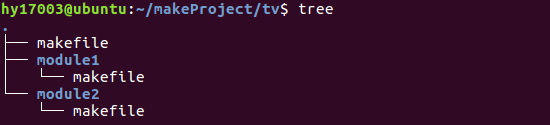 hy17003@ubuntu:~/makeProject/tv$ tree
.
├── makefile
├── module1
│   └── makefile
└── module2
    └── makefile